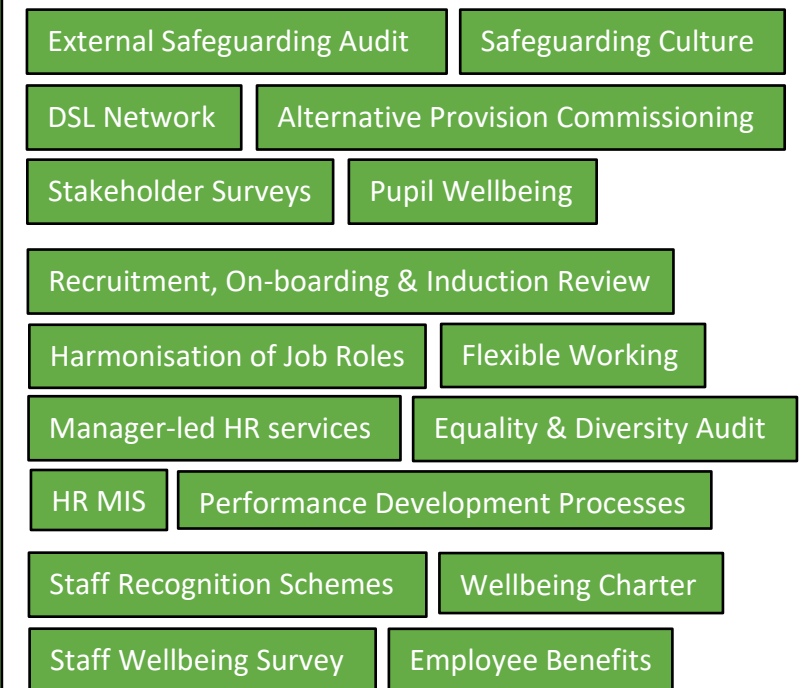 External Safeguarding Audit Safeguarding Culture
DSL Network Alternative Provision Commissioning
Stakeholder Surveys Pupil Wellbeing
Recruitment, On-boarding & Induction Review
Harmonisation of Job Roles Flexible Working
Manager-led HR services Equality & Diversity Audit
HR MIS Performance Development Processes
Staff Recognition Schemes Wellbeing Charter
Staff Wellbeing Survey Employee Benefits